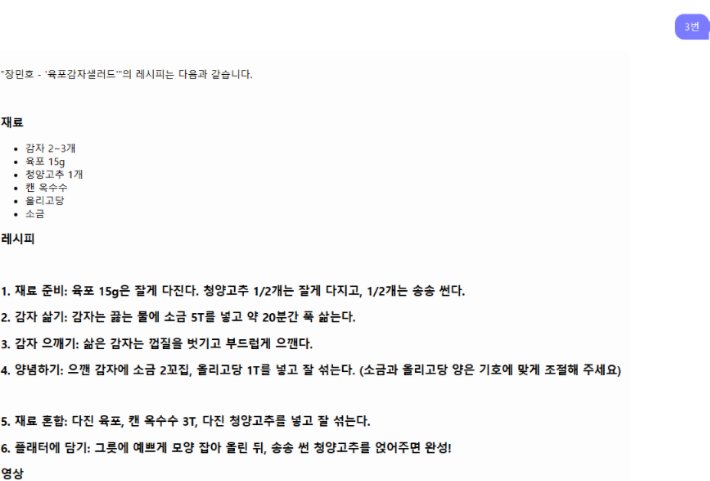 3번
"장민호 - '육포감자샐러드'"의 레시피는 다음과 같습니다.
재료
감자 2~3개
육포 15g
청양고추 1개
캔 옥수수
올리고당
소금
레시피
1. 재료 준비: 육포 15g은 잘게 다진다. 청양고추 1/2개는 잘게 다지고, 1/2개는 송송 썬다.
2. 감자 삶기: 감자는 끓는 물에 소금 5T를 넣고 약 20분간 푹 삶는다.
3. 감자 으깨기: 삶은 감자는 껍질을 벗기고 부드럽게 으깬다.
4. 양념하기: 으깬 감자에 소금 2꼬집, 올리고당 1T를 넣고 잘 섞는다. (소금과 올리고당 양은 기호에 맞게 조절해 주세요)
5. 재료 혼합: 다진 육포, 캔 옥수수 3T, 다진 청양고추를 넣고 잘 섞는다.
6. 플래터에 담기: 그릇에 예쁘게 모양 잡아 올린 뒤, 송송 썬 청양고추를 얹어주면 완성!
영상